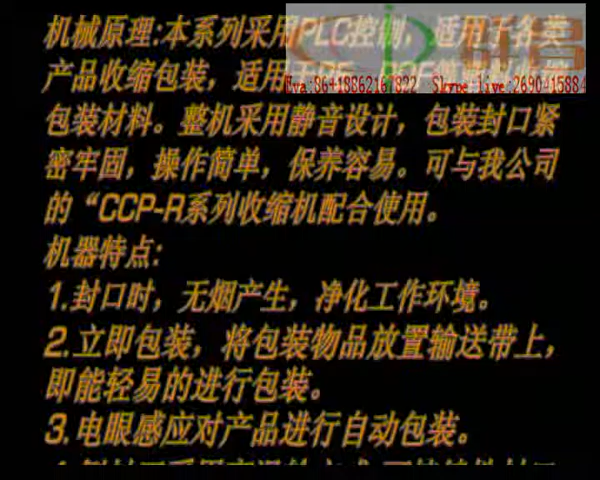 机械原理:本系列采用PLC控制，适用于各类
产品收缩包装，适用于
Eva:86+18862167822 Skype:live:2690415884
包装材料。整机采用静音设计，包装封口紧
密牢固，操作简单，保养容易。可与我公司
的“CCP-R系列收缩机配合使用。
机器特点:
1.封口时，无烟产生，净化工作环境。
2.立即包装，将包装物品放置输送带上，
即能轻易的进行包装。
3.电眼感应对产品进行自动包装。